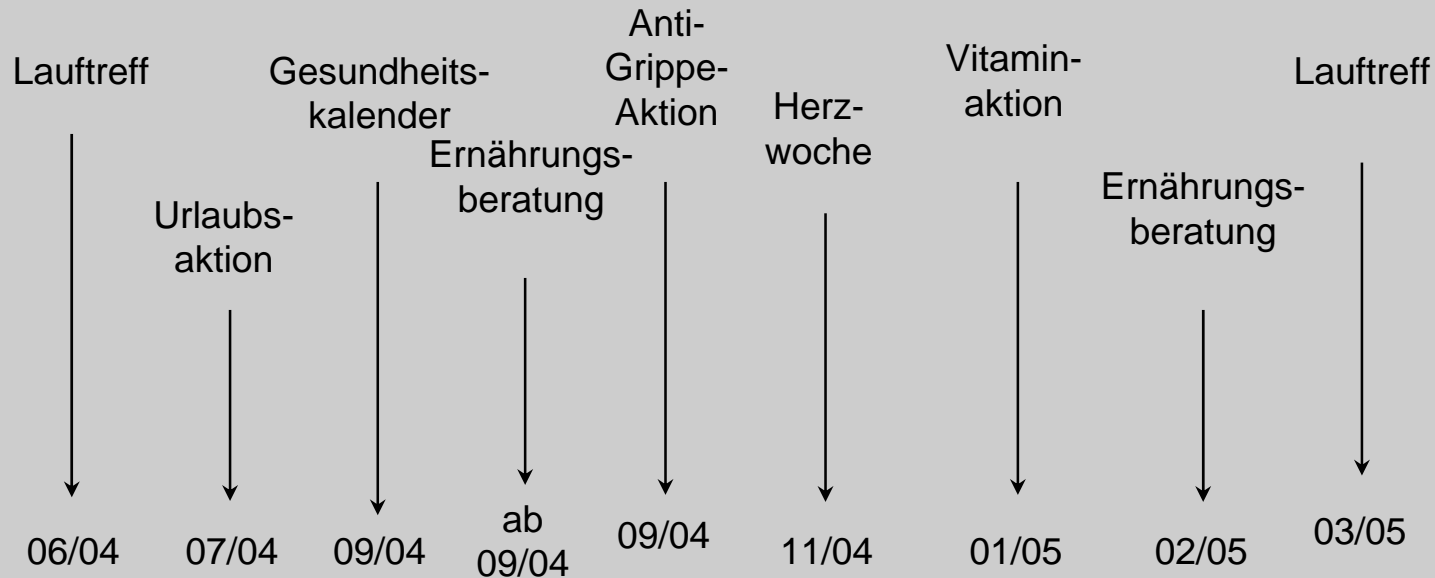 Lauftreff
Urlaubs-
aktion
Gesundheits-
kalender
Ernährungs-
beratung
Anti-
Grippe-
Aktion
Herz-
woche
Vitamin-
aktion
Ernährungs-
beratung
Lauftreff
06/04
07/04
09/04
ab
09/04
09/04
11/04
01/05
02/05
03/05